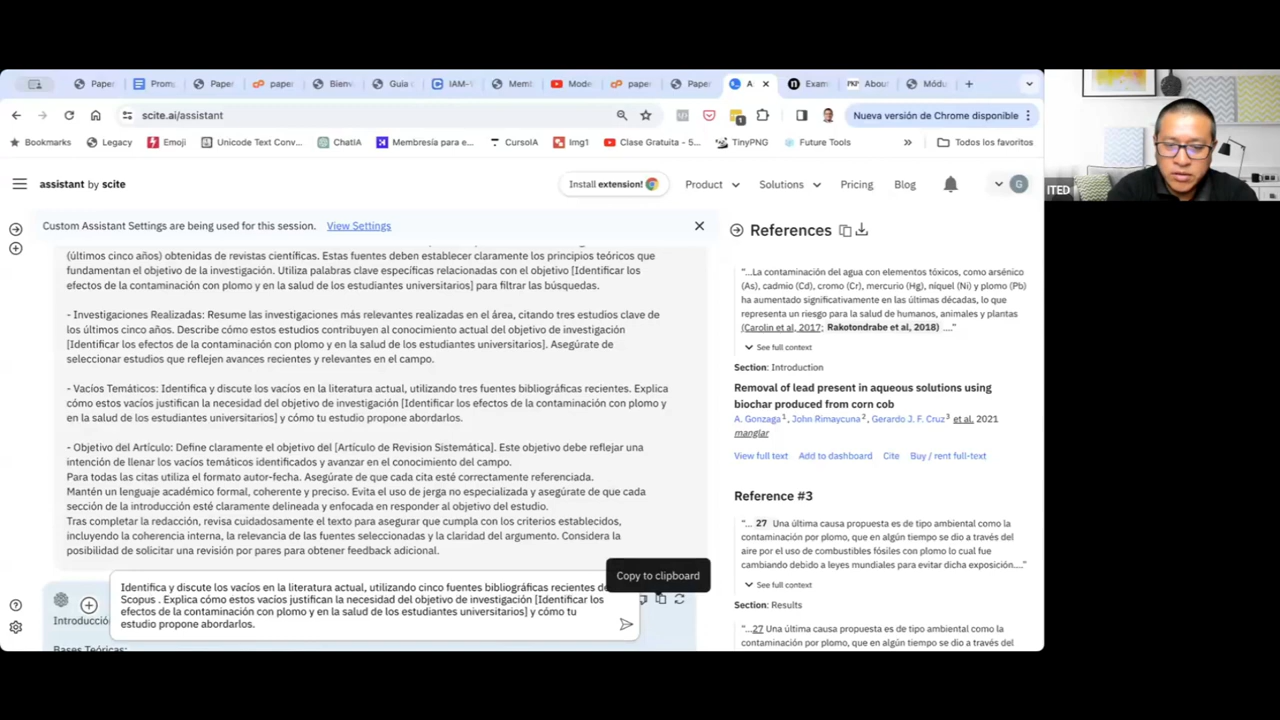 Paper
Promp
Paper
paper
Bienv
Guia
IAM-
Memb
Mode
paper
Paper
A
Exam
Abou
Módu
scite.ai/assistant
Nueva versión de Chrome disponible
Bookmarks
Legacy
Emoji
Unicode Text Conv...
ChatIA
Membresía para e...
CursoIA
Img1
Clase Gratuita - 5...
TinyPNG
Future Tools
Todos los favoritos
assistant by scite
Install extension!
Product
Solutions
Pricing
Blog
G
ITED
Custom Assistant Settings are being used for this session. View Settings
(últimos cinco años) obtenidas de revistas científicas. Estas fuentes deben establecer claramente los principios teóricos que
fundamentan el objetivo de la investigación. Utiliza palabras clave específicas relacionadas con el objetivo [Identificar los
efectos de la contaminación con plomo y en la salud de los estudiantes universitarios] para filtrar las búsquedas.
- Investigaciones Realizadas: Resume las investigaciones más relevantes realizadas en el área, citando tres estudios clave de
los últimos cinco años. Describe cómo estos estudios contribuyen al conocimiento actual del objetivo de investigación
[Identificar los efectos de la contaminación con plomo y en la salud de los estudiantes universitarios]. Asegúrate de
seleccionar estudios que reflejen avances recientes y relevantes en el campo.
- Vacíos Temáticos: Identifica y discute los vacíos en la literatura actual, utilizando tres fuentes bibliográficas recientes. Explica
cómo estos vacíos justifican la necesidad del objetivo de investigación [Identificar los efectos de la contaminación con plomo y
en la salud de los estudiantes universitarios] y cómo tu estudio propone abordarlos.
- Objetivo del Artículo: Define claramente el objetivo del [Artículo de Revision Sistemática]. Este objetivo debe reflejar una
intención de llenar los vacíos temáticos identificados y avanzar en el conocimiento del campo.
Para todas las citas utiliza el formato autor-fecha. Asegúrate de que cada cita esté correctamente referenciada.
Mantén un lenguaje académico formal, coherente y preciso. Evita el uso de jerga no especializada y asegúrate de que cada
sección de la introducción esté claramente delineada y enfocada en responder al objetivo del estudio.
Tras completar la redacción, revisa cuidadosamente el texto para asegurar que cumpla con los criterios establecidos,
incluyendo la coherencia interna, la relevancia de las fuentes seleccionadas y la claridad del argumento. Considera la
posibilidad de solicitar una revisión por pares para obtener feedback adicional.
Copy to clipboard
Identifica y discute los vacíos en la literatura actual, utilizando cinco fuentes bibliográficas recientes de
Scopus . Explica cómo estos vacíos justifican la necesidad del objetivo de investigación [Identificar los
efectos de la contaminación con plomo y en la salud de los estudiantes universitarios] y cómo tu
estudio propone abordarlos.
Introducció
Bases Teóricas:
References
"...La contaminación del agua con elementos tóxicos, como arsénico
(As), cadmio (Cd), cromo (Cr), mercurio (Hg), níquel (Ni) y plomo (Pb)
ha aumentado significativamente en las últimas décadas, lo que
representa un riesgo para la salud de humanos, animales y plantas
(Carolin et al, 2017; Rakotondrabe et al, 2018) ...."
See full context
Section: Introduction
Removal of lead present in aqueous solutions using
biochar produced from corn cob
A. Gonzaga1, John Rimaycuna2, Gerardo J. F. Cruz3 et al. 2021
manglar
View full text
Add to dashboard
Cite
Buy / rent full-text
Reference #3
"... 27 Una última causa propuesta es de tipo ambiental como la
contaminación por plomo, en algún tiempo se dio a través del
aire por el uso de combustibles fósiles con plomo lo cual fue
cambiando debido a leyes mundiales para evitar dicha exposición...."
See full context
Section: Results
"...27 Una última causa propuesta es de tipo ambiental como la
contaminación por plomo, en algún tiempo se dio a través del